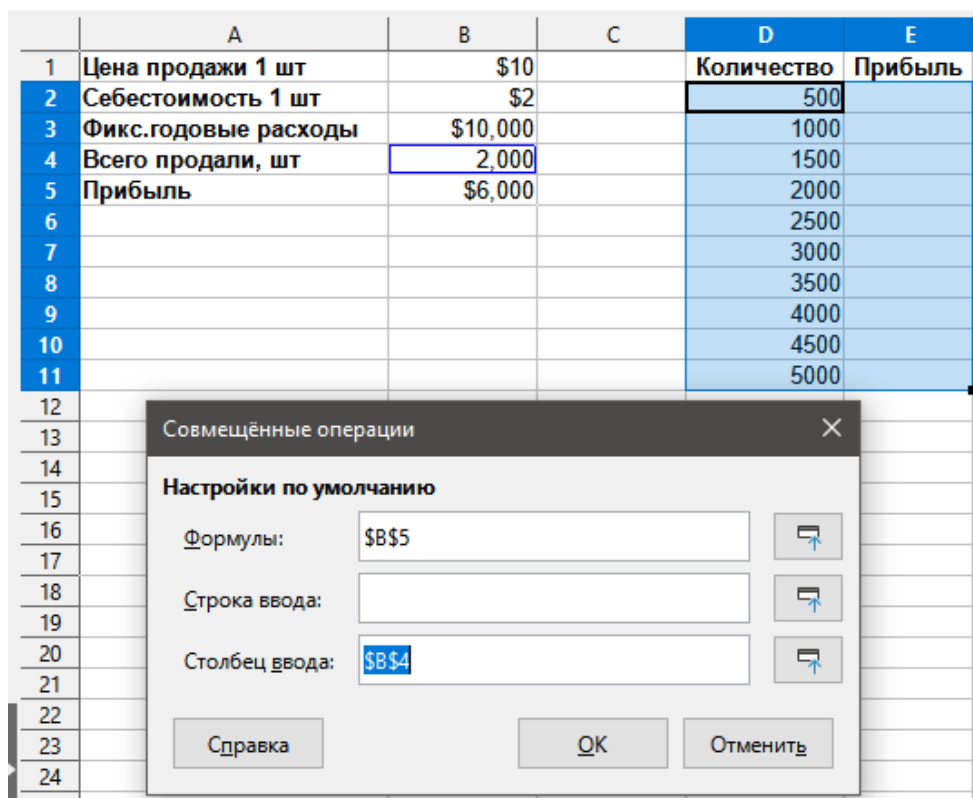 A B C D E
1 Цена продажи 1 шт $10 Количество Прибыль
2 Себестоимость 1 шт $2 500
3 Фикс.годовые расходы $10,000 1000
4 Всего продали, шт 2,000 1500
5 Прибыль $6,000 2000
6 2500
7 3000
8 3500
9 4000
10 4500
11 5000
12
13
14
15
16
17
18
19
20
21
22
23
24
Совмещённые операции
Настройки по умолчанию
Формулы: $B$5
Строка ввода:
Столбец ввода: $B$4
Справка OK Отменить